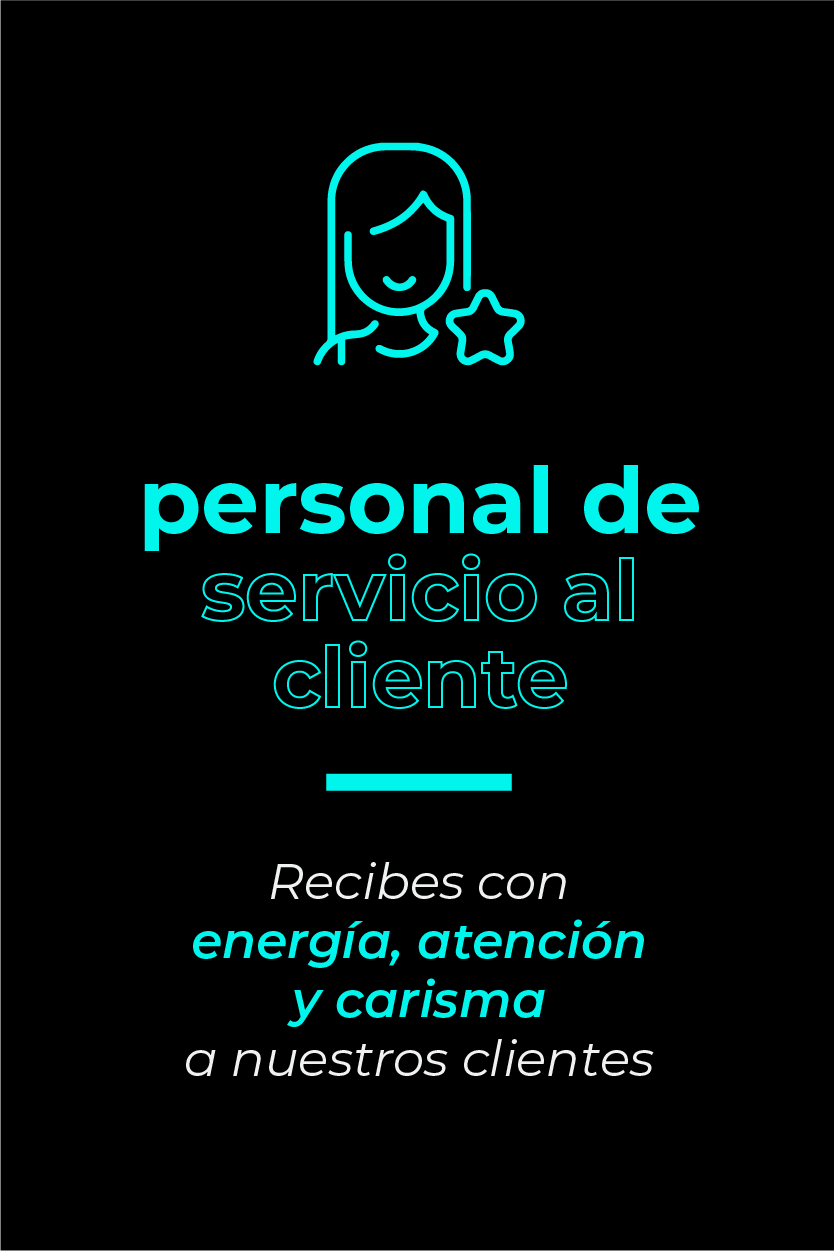 personal de
servicio al
cliente
Recibes con
energía, atención
y carisma
a nuestros clientes